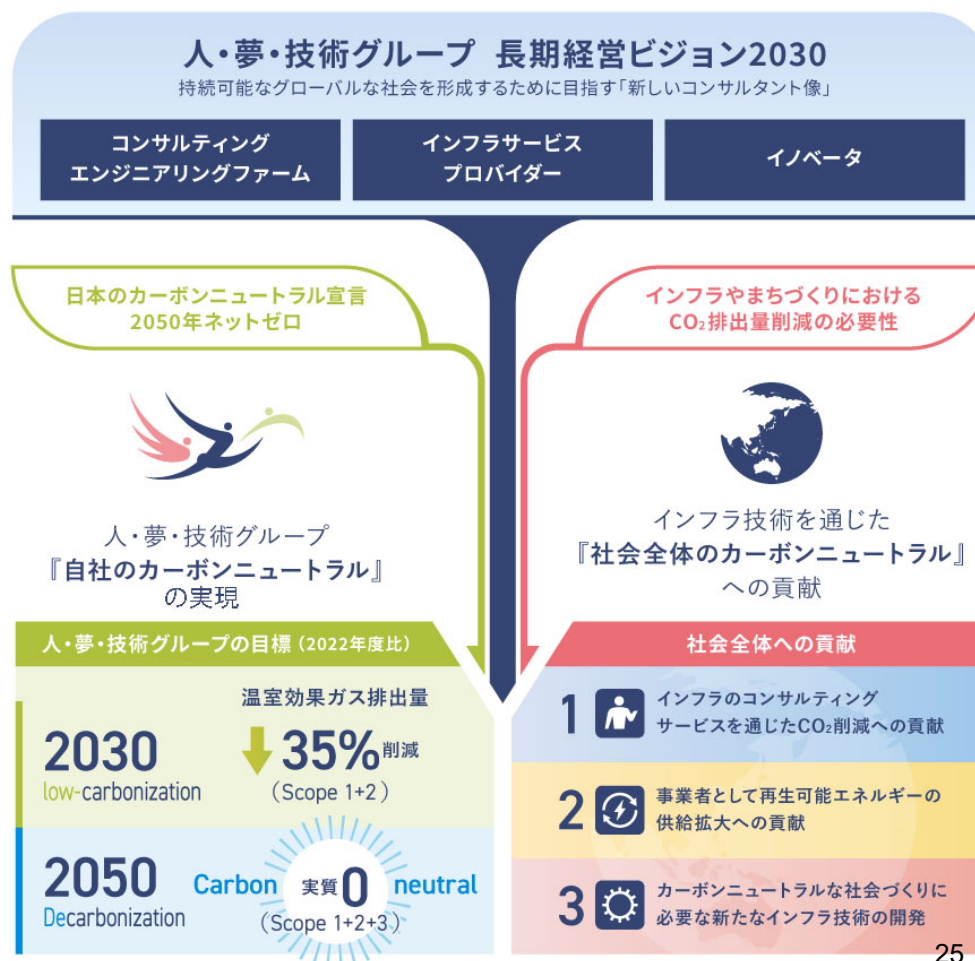 人・夢・技術グループ 長期経営ビジョン2030
持続可能なグローバルな社会を形成するために目指す「新しいコンサルタント像」
コンサルティング
エンジニアリングファーム
インフラサービス
プロバイダー
イノベータ
日本のカーボンニュートラル宣言
2050年ネットゼロ
インフラやまちづくりにおける
CO₂排出量削減の必要性
人・夢・技術グループ
『自社のカーボンニュートラル』
の実現
インフラ技術を通じた
『社会全体のカーボンニュートラル』
への貢献
人・夢・技術グループの目標(2022年度比)
温室効果ガス排出量
2030
low-carbonization
35%削減
(Scope 1+2)
2050
Decarbonization
Carbon 実質0 neutral
(Scope 1+2+3)
社会全体への貢献
1
インフラのコンサルティング
サービスを通じたCO₂削減への貢献
2
事業者として再生可能エネルギーの
供給拡大への貢献
3
カーボンニュートラルな社会づくりに
必要な新たなインフラ技術の開発
25